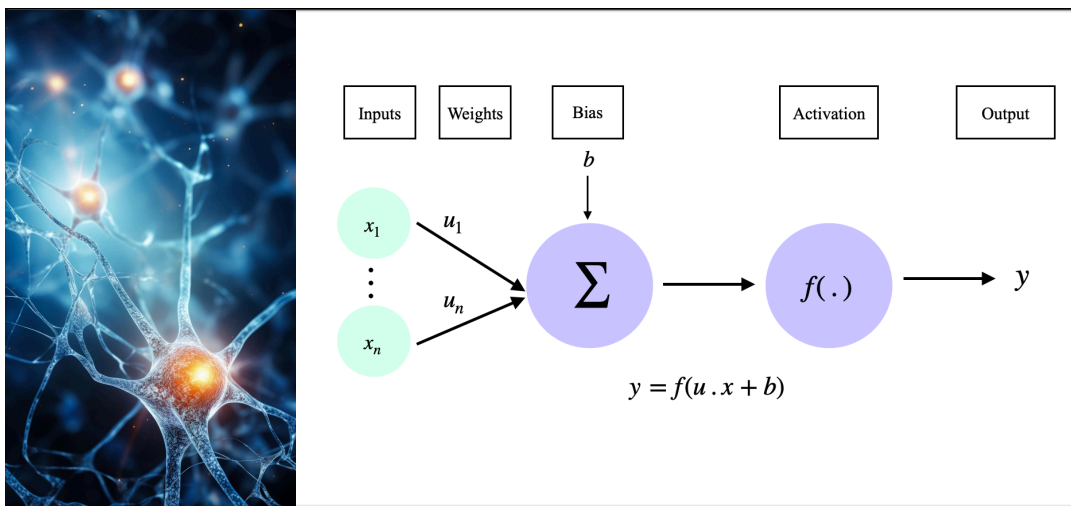 Inputs Weights Bias Activation Output
b
x₁ u₁
∑ f(.) y
uₙ
xₙ
y = f(u . x + b)